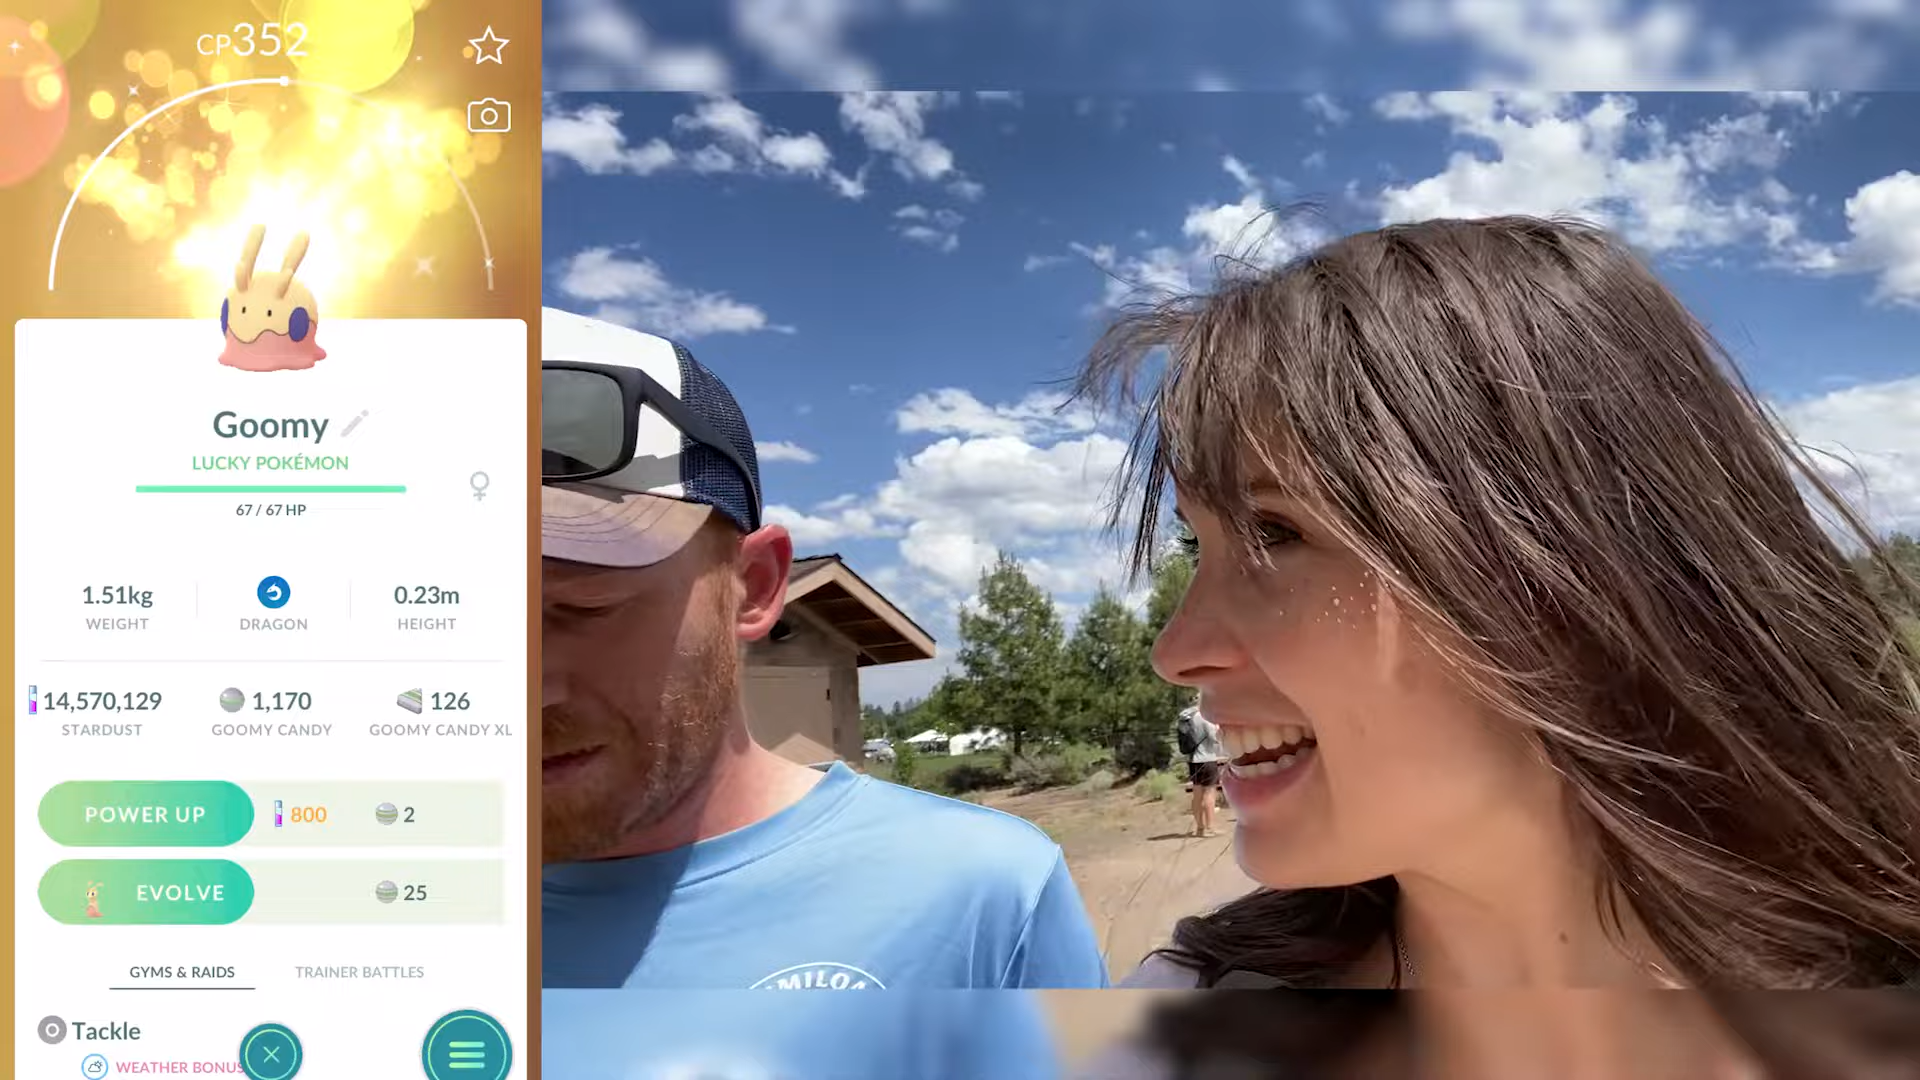 CP352
Goomy
LUCKY POKÉMON
67 / 67 HP
1.51kg
WEIGHT
DRAGON
0.23m
HEIGHT
14,570,129
STARDUST
1,170
GOOMY CANDY
126
GOOMY CANDY XL
POWER UP
800
2
EVOLVE
25
GYMS & RAIDS
TRAINER BATTLES
Tackle
WEATHER BONUS